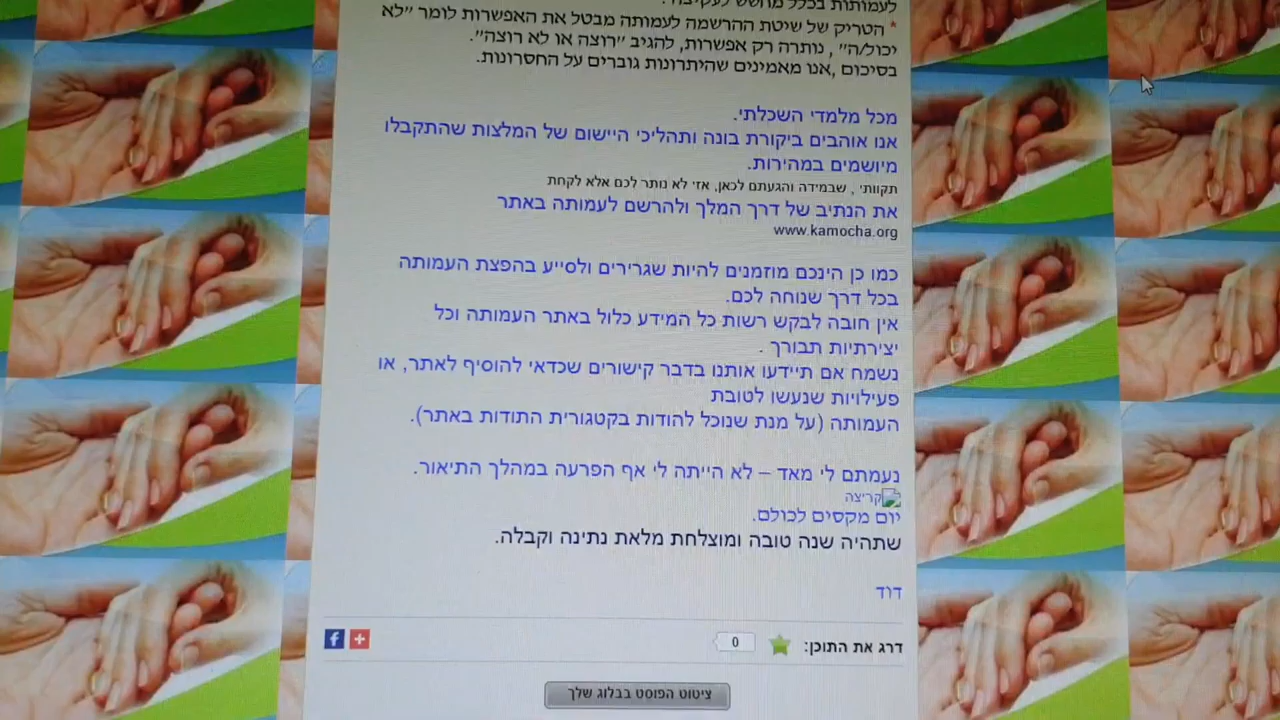 לעמותות בכלל מחשש לעקיצה .
* הטריק של שיטת ההרשמה לעמותה מבטל את האפשרות לומר "לא
יכול/ה" , נותרה רק אפשרות, להגיב "רוצה או לא רוצה".
בסיכום ,אנו מאמינים שהיתרונות גוברים על החסרונות.
מכל מלמדי השכלתי.
אנו אוהבים ביקורת בונה ותהליכי היישום של המלצות שהתקבלו
מיושמים במהירות.
תקוותי , שבמידה והגעתם לכאן, אזי לא נותר לכם אלא לקחת
את הנתיב של דרך המלך ולהרשם לעמותה באתר
www.kamocha.org
כמו כן הינכם מוזמנים להיות שגרירים ולסייע בהפצת העמותה
בכל דרך שנוחה לכם.
אין חובה לבקש רשות כל המידע כלול באתר העמותה וכל
יצירתיות תבורך .
נשמח אם תיידעו אותנו בדבר קישורים שכדאי להוסיף לאתר, או
פעילויות שנעשו לטובת
העמותה (על מנת שנוכל להודות בקטגורית התודות באתר).
נעמתם לי מאד – לא הייתה לי אף הפרעה במהלך התיאור.
קריצה
יום מקסים לכולם.
שתהיה שנה טובה ומוצלחת מלאת נתינה וקבלה.
דוד
דרג את התוכן: 0
ציטוט הפוסט בבלוג שלך